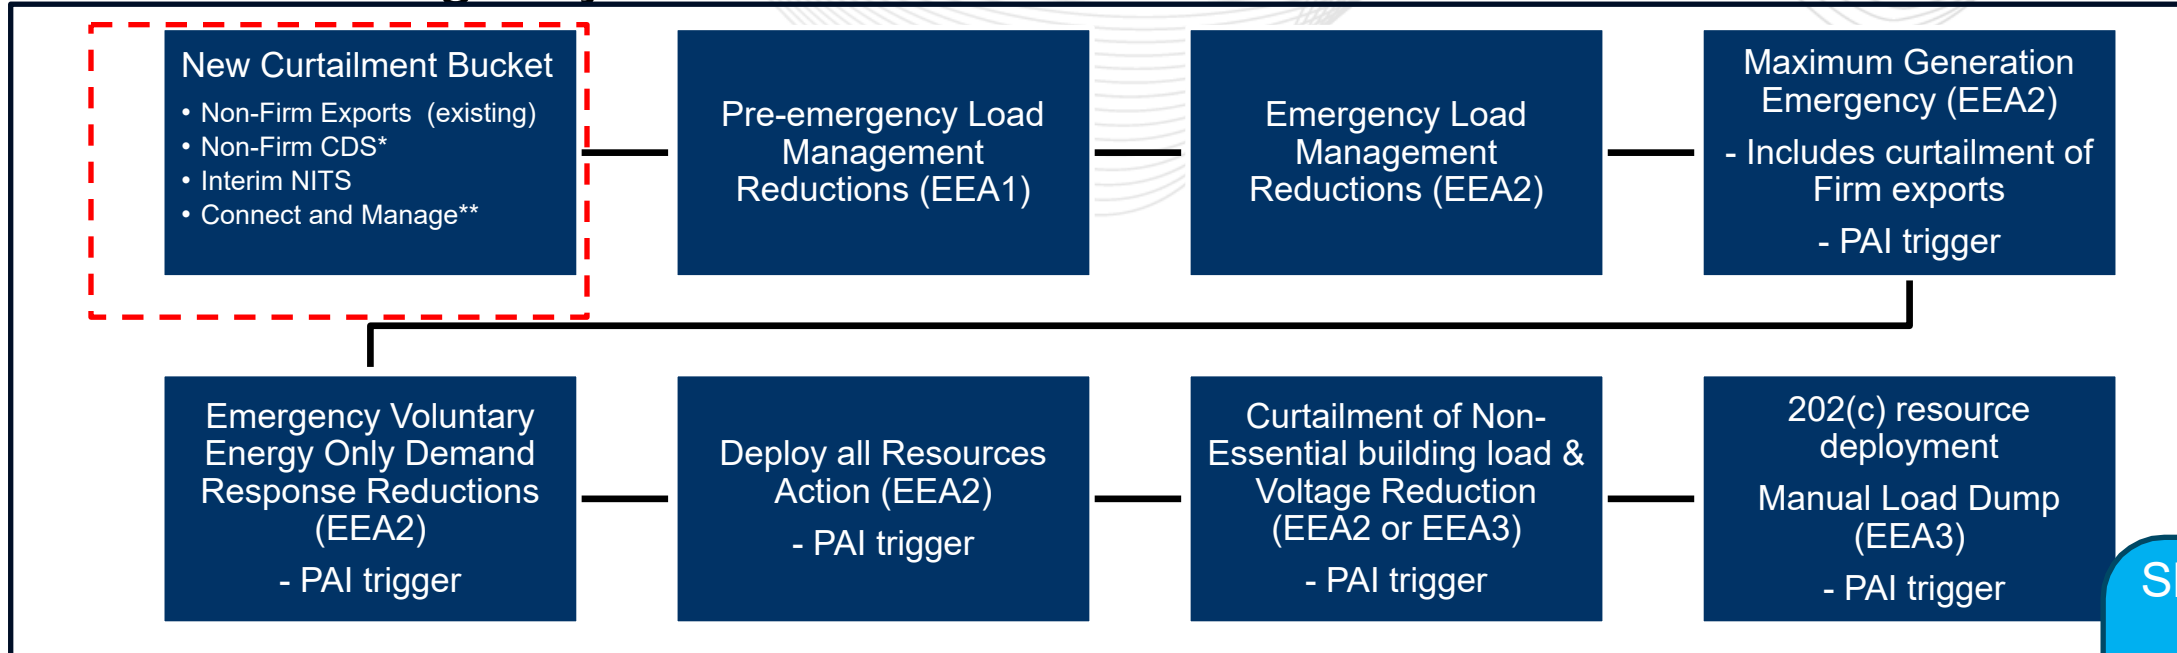 New Curtailment Bucket
• Non-Firm Exports (existing)
• Non-Firm CDS*
• Interim NITS
• Connect and Manage**
Pre-emergency Load
Management
Reductions (EEA1)
Emergency Load
Management
Reductions (EEA2)
Maximum Generation
Emergency (EEA2)
- Includes curtailment of
Firm exports
- PAI trigger
Emergency Voluntary
Energy Only Demand
Response Reductions
(EEA2)
- PAI trigger
Deploy all Resources
Action (EEA2)
- PAI trigger
Curtailment of Non-
Essential building load &
Voltage Reduction
(EEA2 or EEA3)
- PAI trigger
202(c) resource
deployment
Manual Load Dump
(EEA3)
- PAI trigger